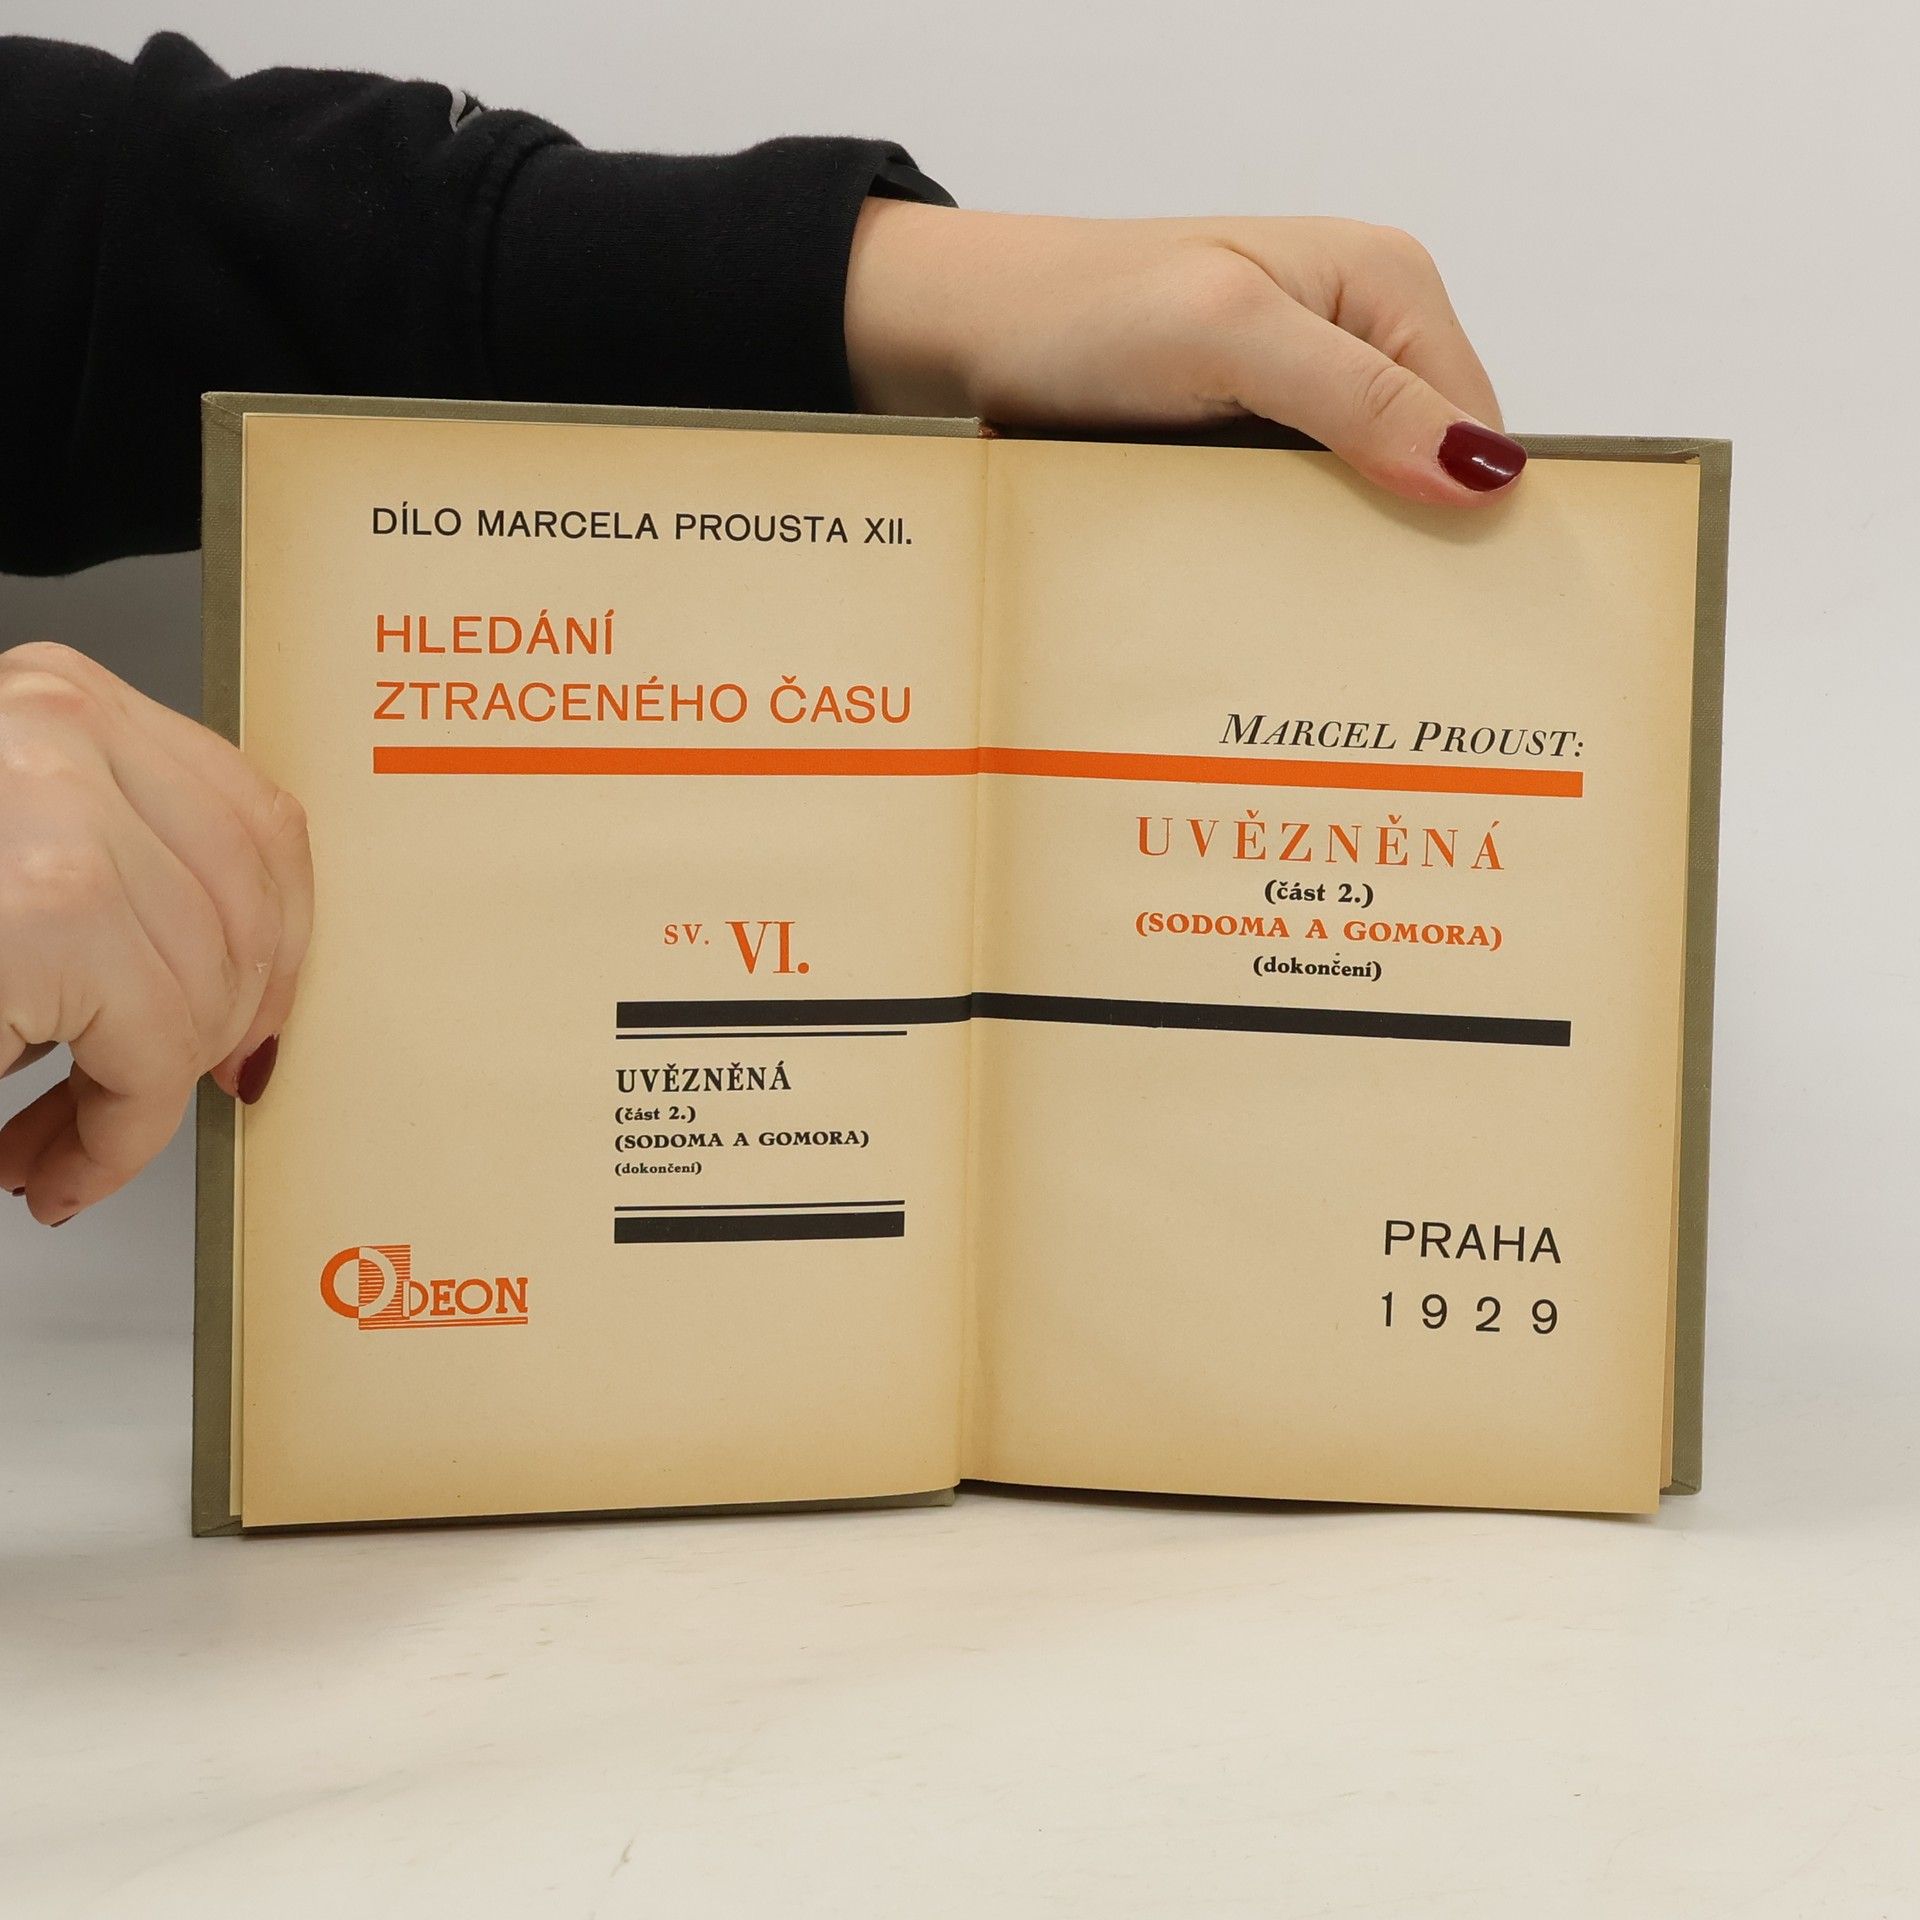 DÍLO MARCELA PROUSTA XII.
HLEDÁNÍ
ZTRACENÉHO ČASU
SV. VI.
UVĚZNĚNÁ
(část 2.)
(SODOMA A GOMORA)
(dokončení)
ODEON
MARCEL PROUST:
UVĚZNĚNÁ
(část 2.)
(SODOMA A GOMORA)
(dokončení)
PRAHA
1929